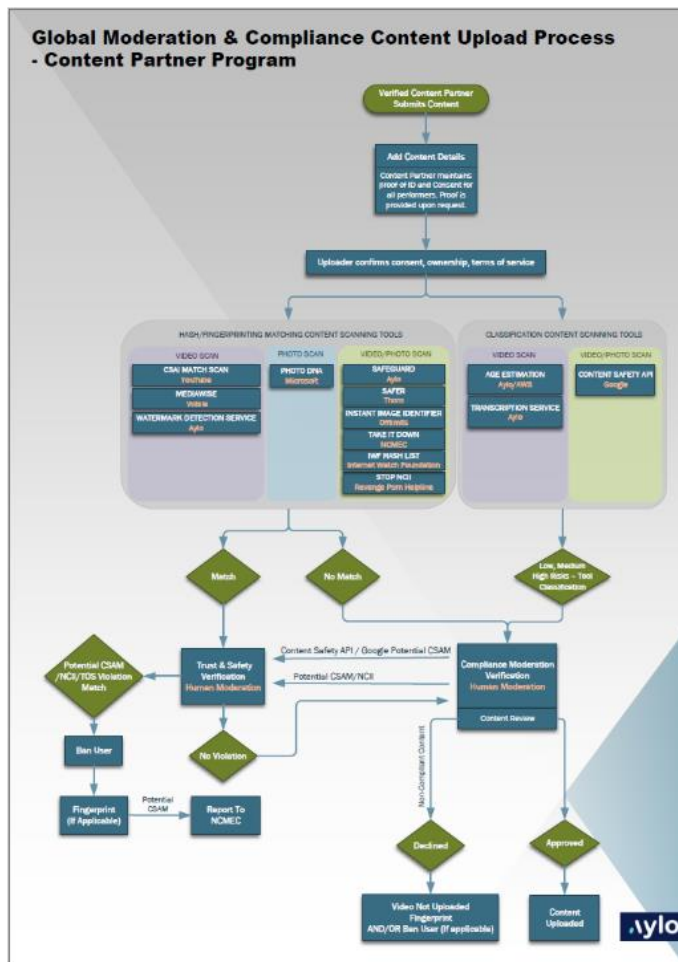 Global Moderation & Compliance Content Upload Process
- Content Partner Program
Verified Content Partner
Submits Content
Add Content Details
Content Partner maintains
proof of ID and Consent for
all performers. Proof is
provided upon request.
Uploader confirms consent, ownership, terms of service
HASH/FINGERPRINTING MATCHING CONTENT SCANNING TOOLS
VIDEO SCAN
CSAI MATCH SCAN
YouTube
MEDIAWISE
Vobile
WATERMARK DETECTION SERVICE
Aylo
PHOTO SCAN
PHOTO DNA
Microsoft
VIDEO/PHOTO SCAN
SAFEGUARD
Aylo
SAFER
Thorn
INSTANT IMAGE IDENTIFIER
Offlimits
TAKE IT DOWN
NCMEC
IWF HASH LIST
Internet Watch Foundation
STOP NCII
Revenge Porn Helpline
CLASSIFICATION CONTENT SCANNING TOOLS
VIDEO SCAN
AGE ESTIMATION
Aylo/AWS
TRANSCRIPTION SERVICE
Aylo
VIDEO/PHOTO SCAN
CONTENT SAFETY API
Google
Match
No Match
Low, Medium
High Risks – Tool
Classification
Potential CSAM
/NCII/TOS Violation
Match
Trust & Safety
Verification
Human Moderation
Content Safety API / Google Potential CSAM
Potential CSAM/NCII
Compliance Moderation
Verification
Human Moderation
Content Review
Ban User
No Violation
Non-Compliant Content
Fingerprint
(If Applicable)
Potential
CSAM
Report To
NCMEC
Declined
Approved
Video Not Uploaded
Fingerprint
AND/OR Ban User (If applicable)
Content
Uploaded
aylo